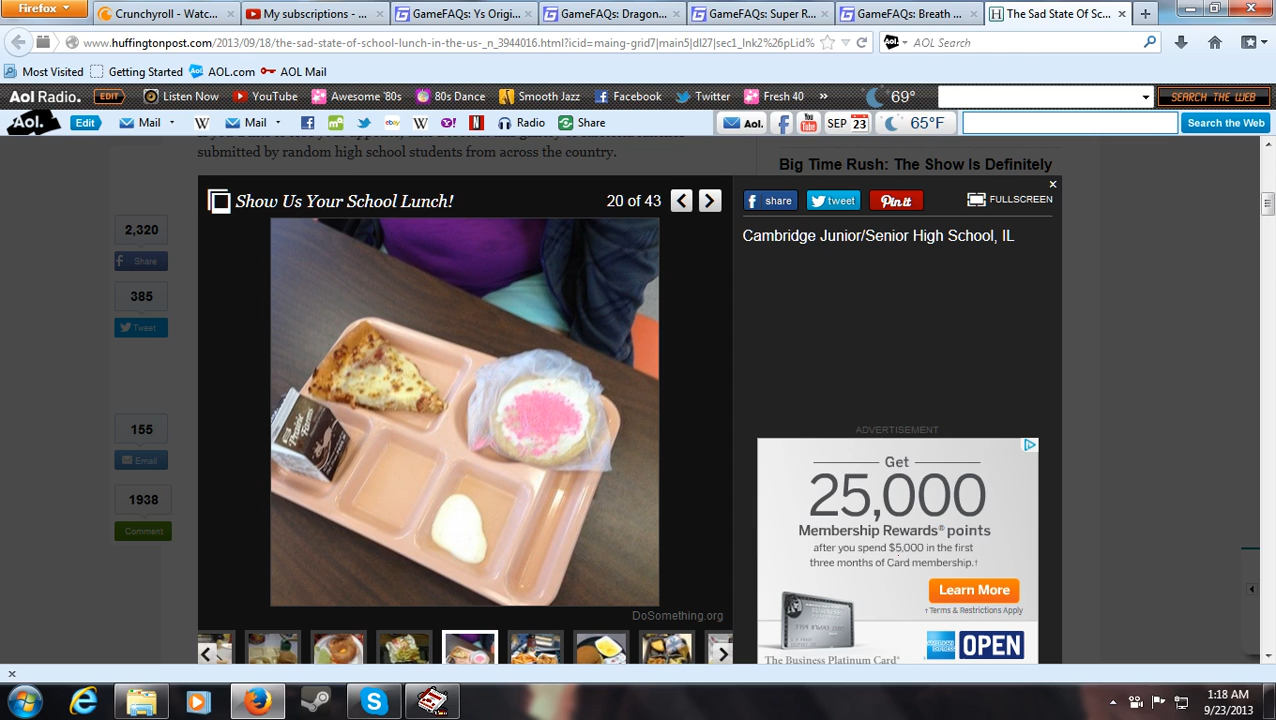 Firefox
Crunchyroll - Watc...
My subscriptions - ...
GameFAQs: Ys Origi...
GameFAQs: Dragon...
GameFAQs: Super R...
GameFAQs: Breath ...
The Sad State Of Sc...
www.huffingtonpost.com/2013/09/18/the-sad-state-of-school-lunch-in-the-us-_n_3944016.html?icid=maing-grid7|main5|dl27|sec1_lnk2%26pLid%
AOL Search
Most Visited
Getting Started
AOL.com
AOL Mail
Aol Radio.
EDIT
Listen Now
YouTube
Awesome '80s
80s Dance
Smooth Jazz
Facebook
Twitter
Fresh 40
69°
SEARCH THE WEB
Aol.
Edit
Mail
W
Mail
ebay
W
Y!
N
Radio
Share
Aol.
You Tube
SEP 23
65°F
Search the Web
submitted by random high school students from across the country.
Big Time Rush: The Show Is Definitely
2,320
Share
385
Tweet
155
Email
1938
Comment
Show Us Your School Lunch!
20 of 43
share
tweet
Pin it
FULLSCREEN
Cambridge Junior/Senior High School, IL
DoSomething.org
ADVERTISEMENT
Get
25,000
Membership Rewards® points
after you spend $5,000 in the first
three months of Card membership.†
Learn More
† Terms & Restrictions Apply
The Business Platinum Card®
OPEN
1:18 AM
9/23/2013